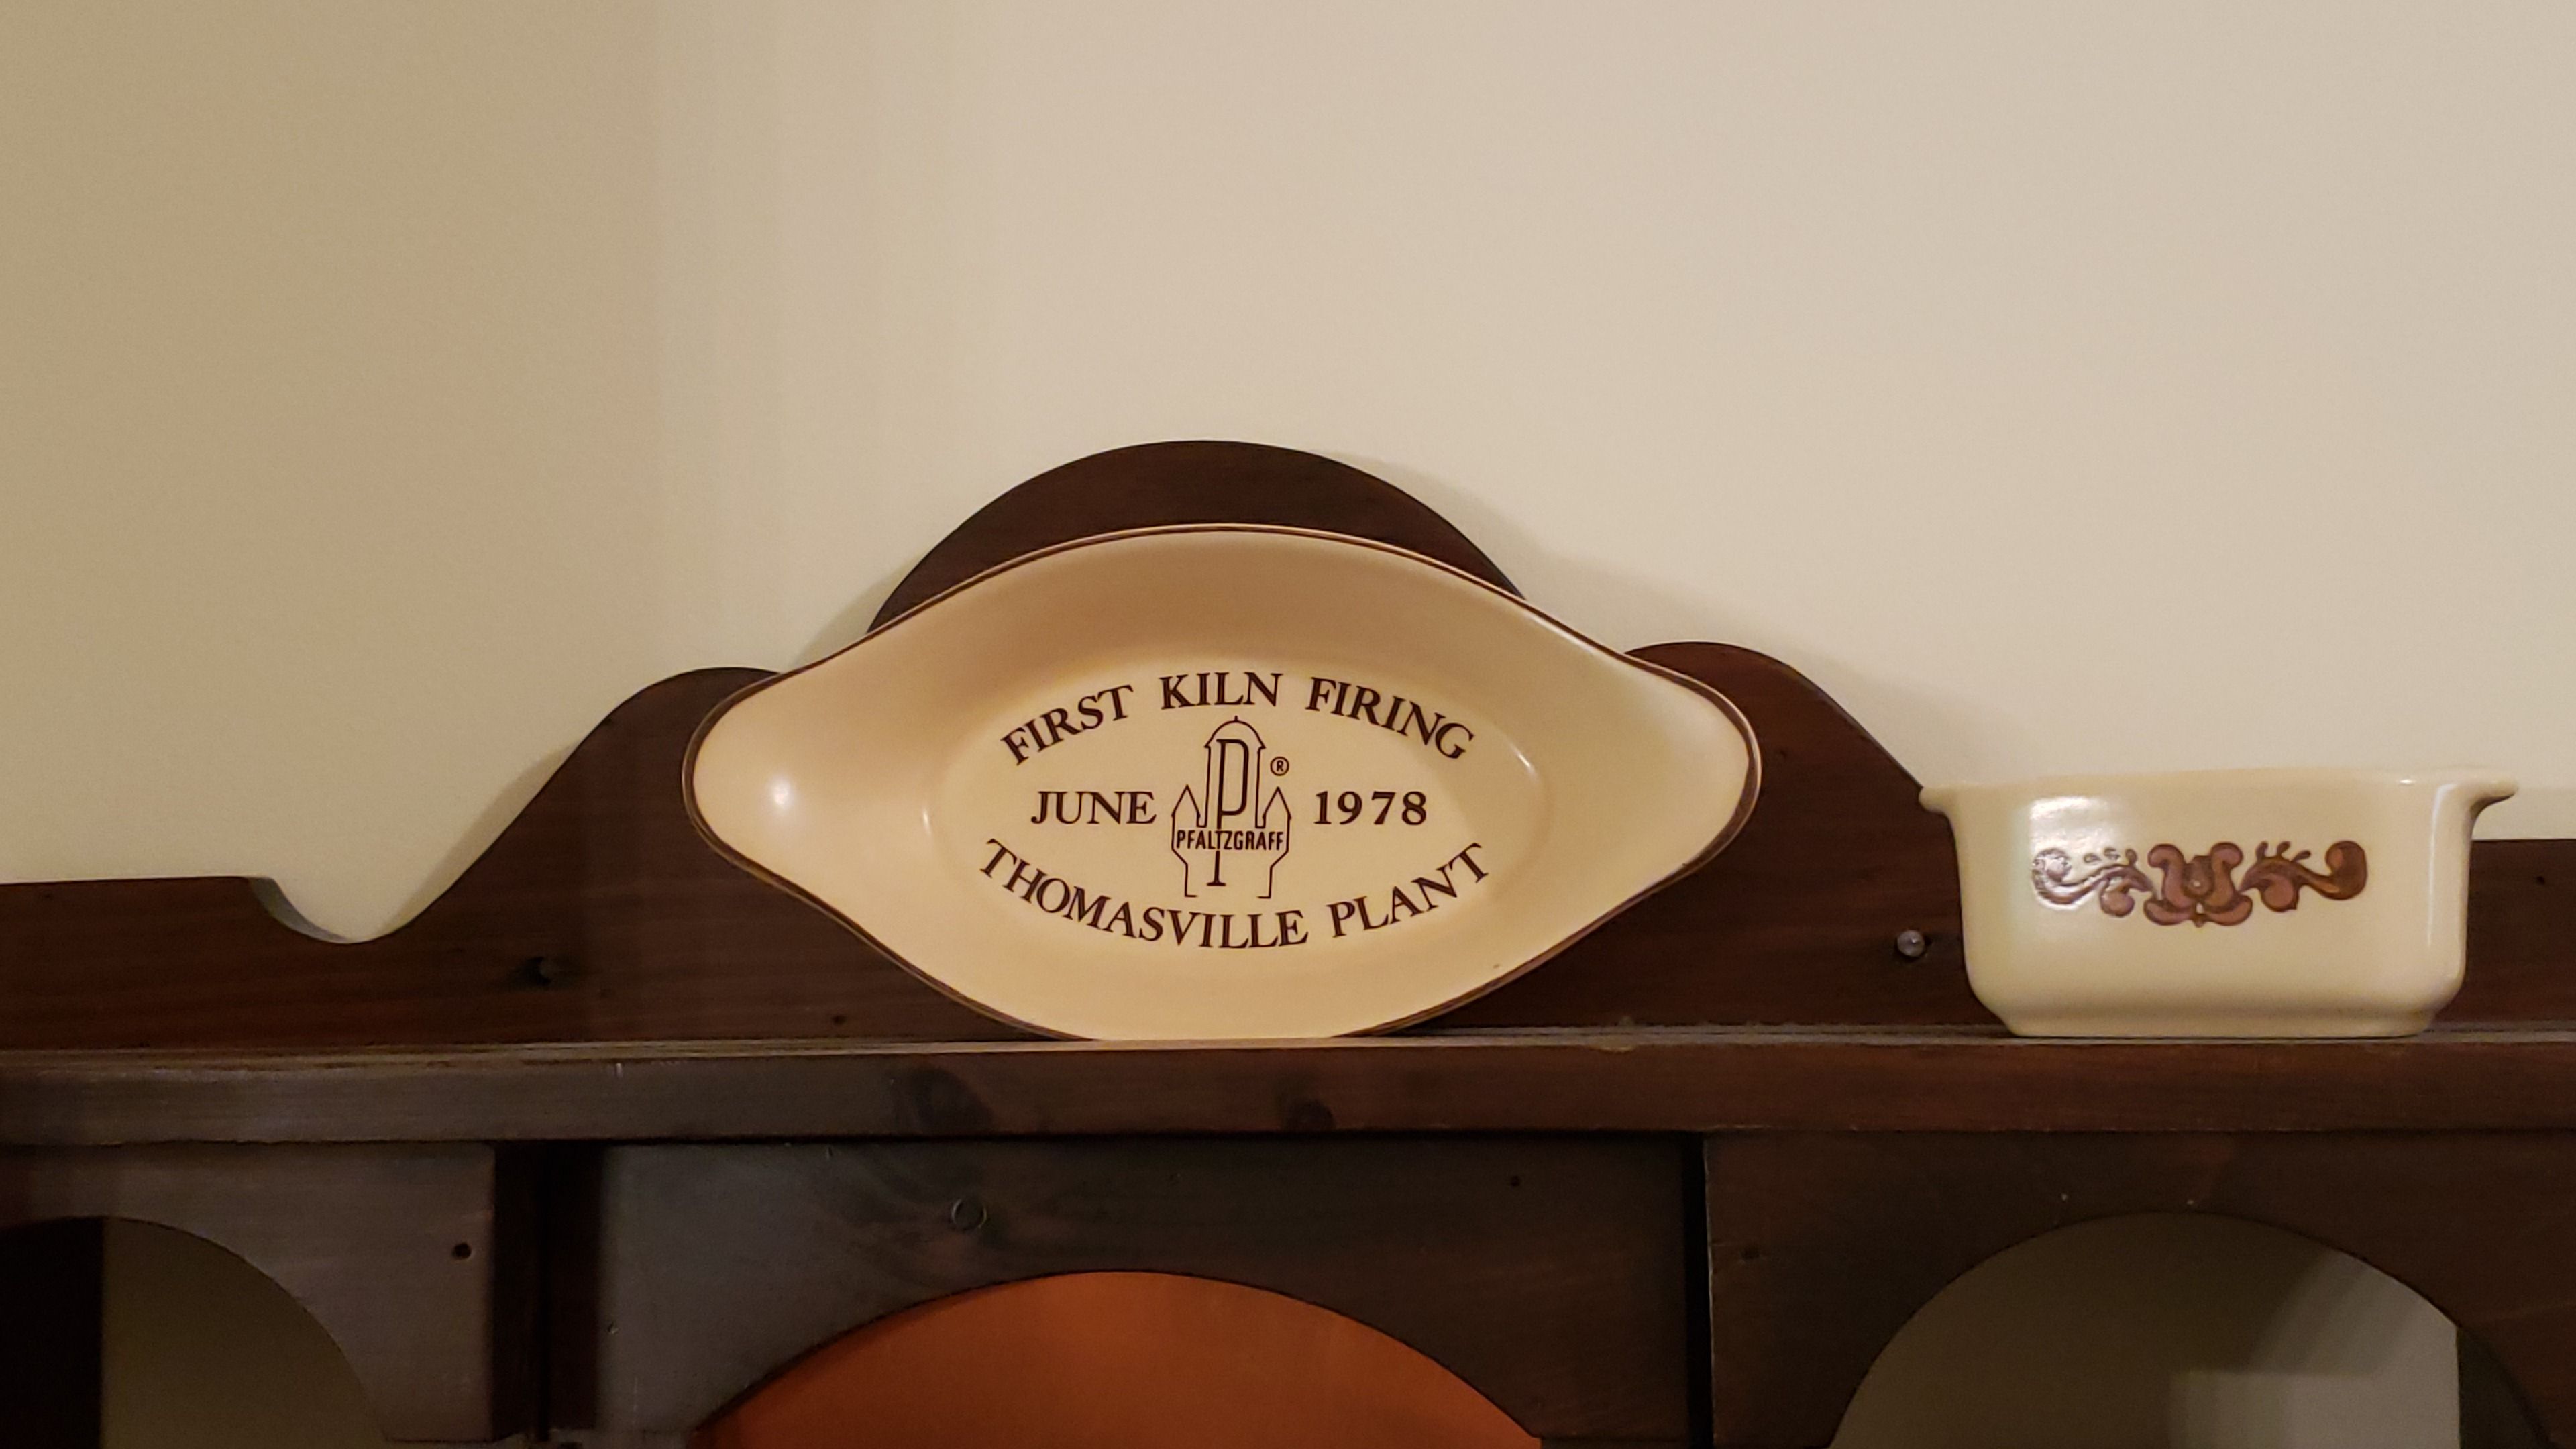 FIRST KILN FIRING
P®
JUNE 1978
PFALTZGRAFF
THOMASVILLE PLANT